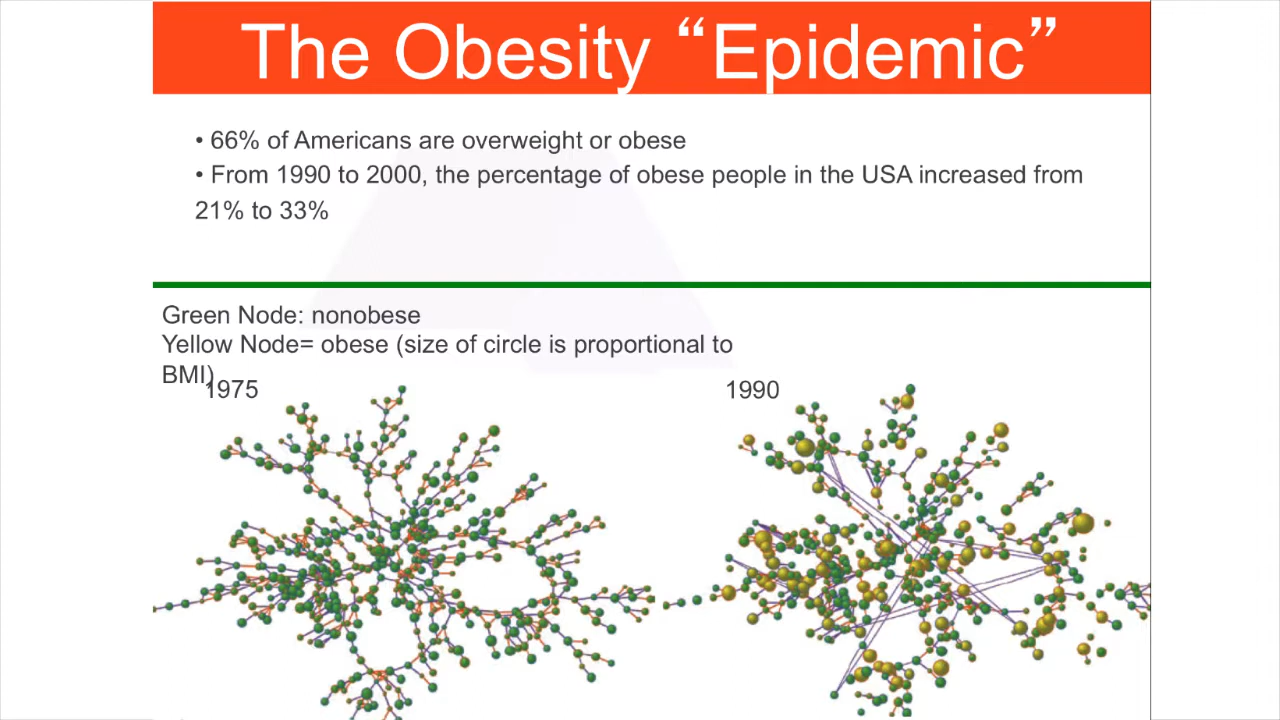 The Obesity “Epidemic”
• 66% of Americans are overweight or obese
• From 1990 to 2000, the percentage of obese people in the USA increased from
21% to 33%
Green Node: nonobese
Yellow Node= obese (size of circle is proportional to
BMI)
1975
1990